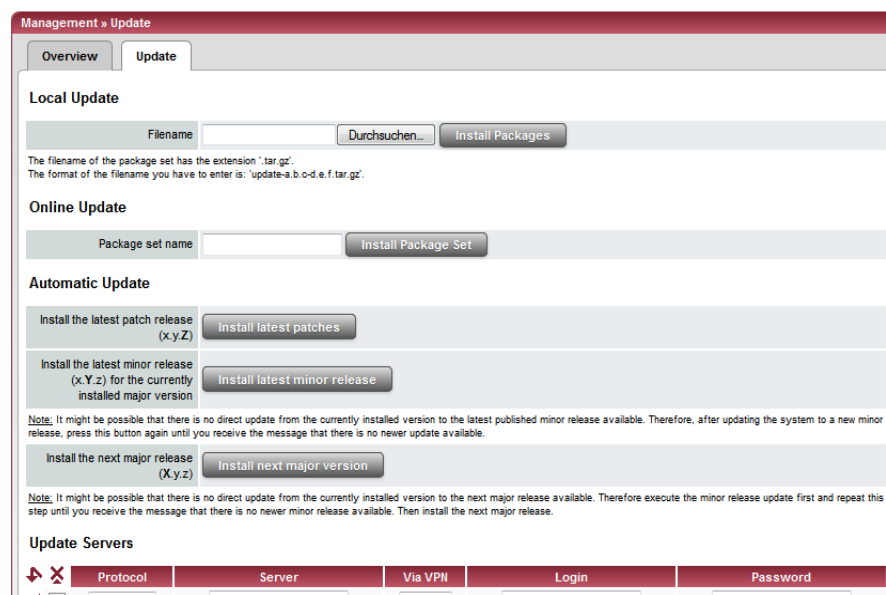 Management » Update
Overview
Update
Local Update
Filename
Durchsuchen...
Install Packages
The filename of the package set has the extension '.tar.gz'.
The format of the filename you have to enter is: 'update-a.b.c-d.e.f.tar.gz'.
Online Update
Package set name
Install Package Set
Automatic Update
Install the latest patch release
(x.y.Z)
Install latest patches
Install the latest minor release
(x.Y.z) for the currently
installed major version
Install latest minor release
Note: It might be possible that there is no direct update from the currently installed version to the latest published minor release available. Therefore, after updating the system to a new minor
release, press this button again until you receive the message that there is no newer update available.
Install the next major release
(X.y.z)
Install next major version
Note: It might be possible that there is no direct update from the currently installed version to the next major release available. Therefore execute the minor release update first and repeat this
step until you receive the message that there is no newer minor release available. Then install the next major release.
Update Servers
Protocol
Server
Via VPN
Login
Password